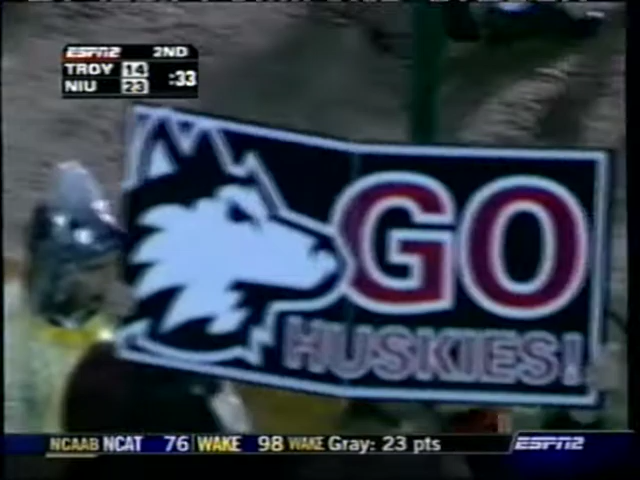 ESPN2 2ND
TROY 14 :33
NIU 23
GO
HUSKIES!
NCAAB NCAT 76 WAKE 98 WAKE Gray: 23 pts ESPN2